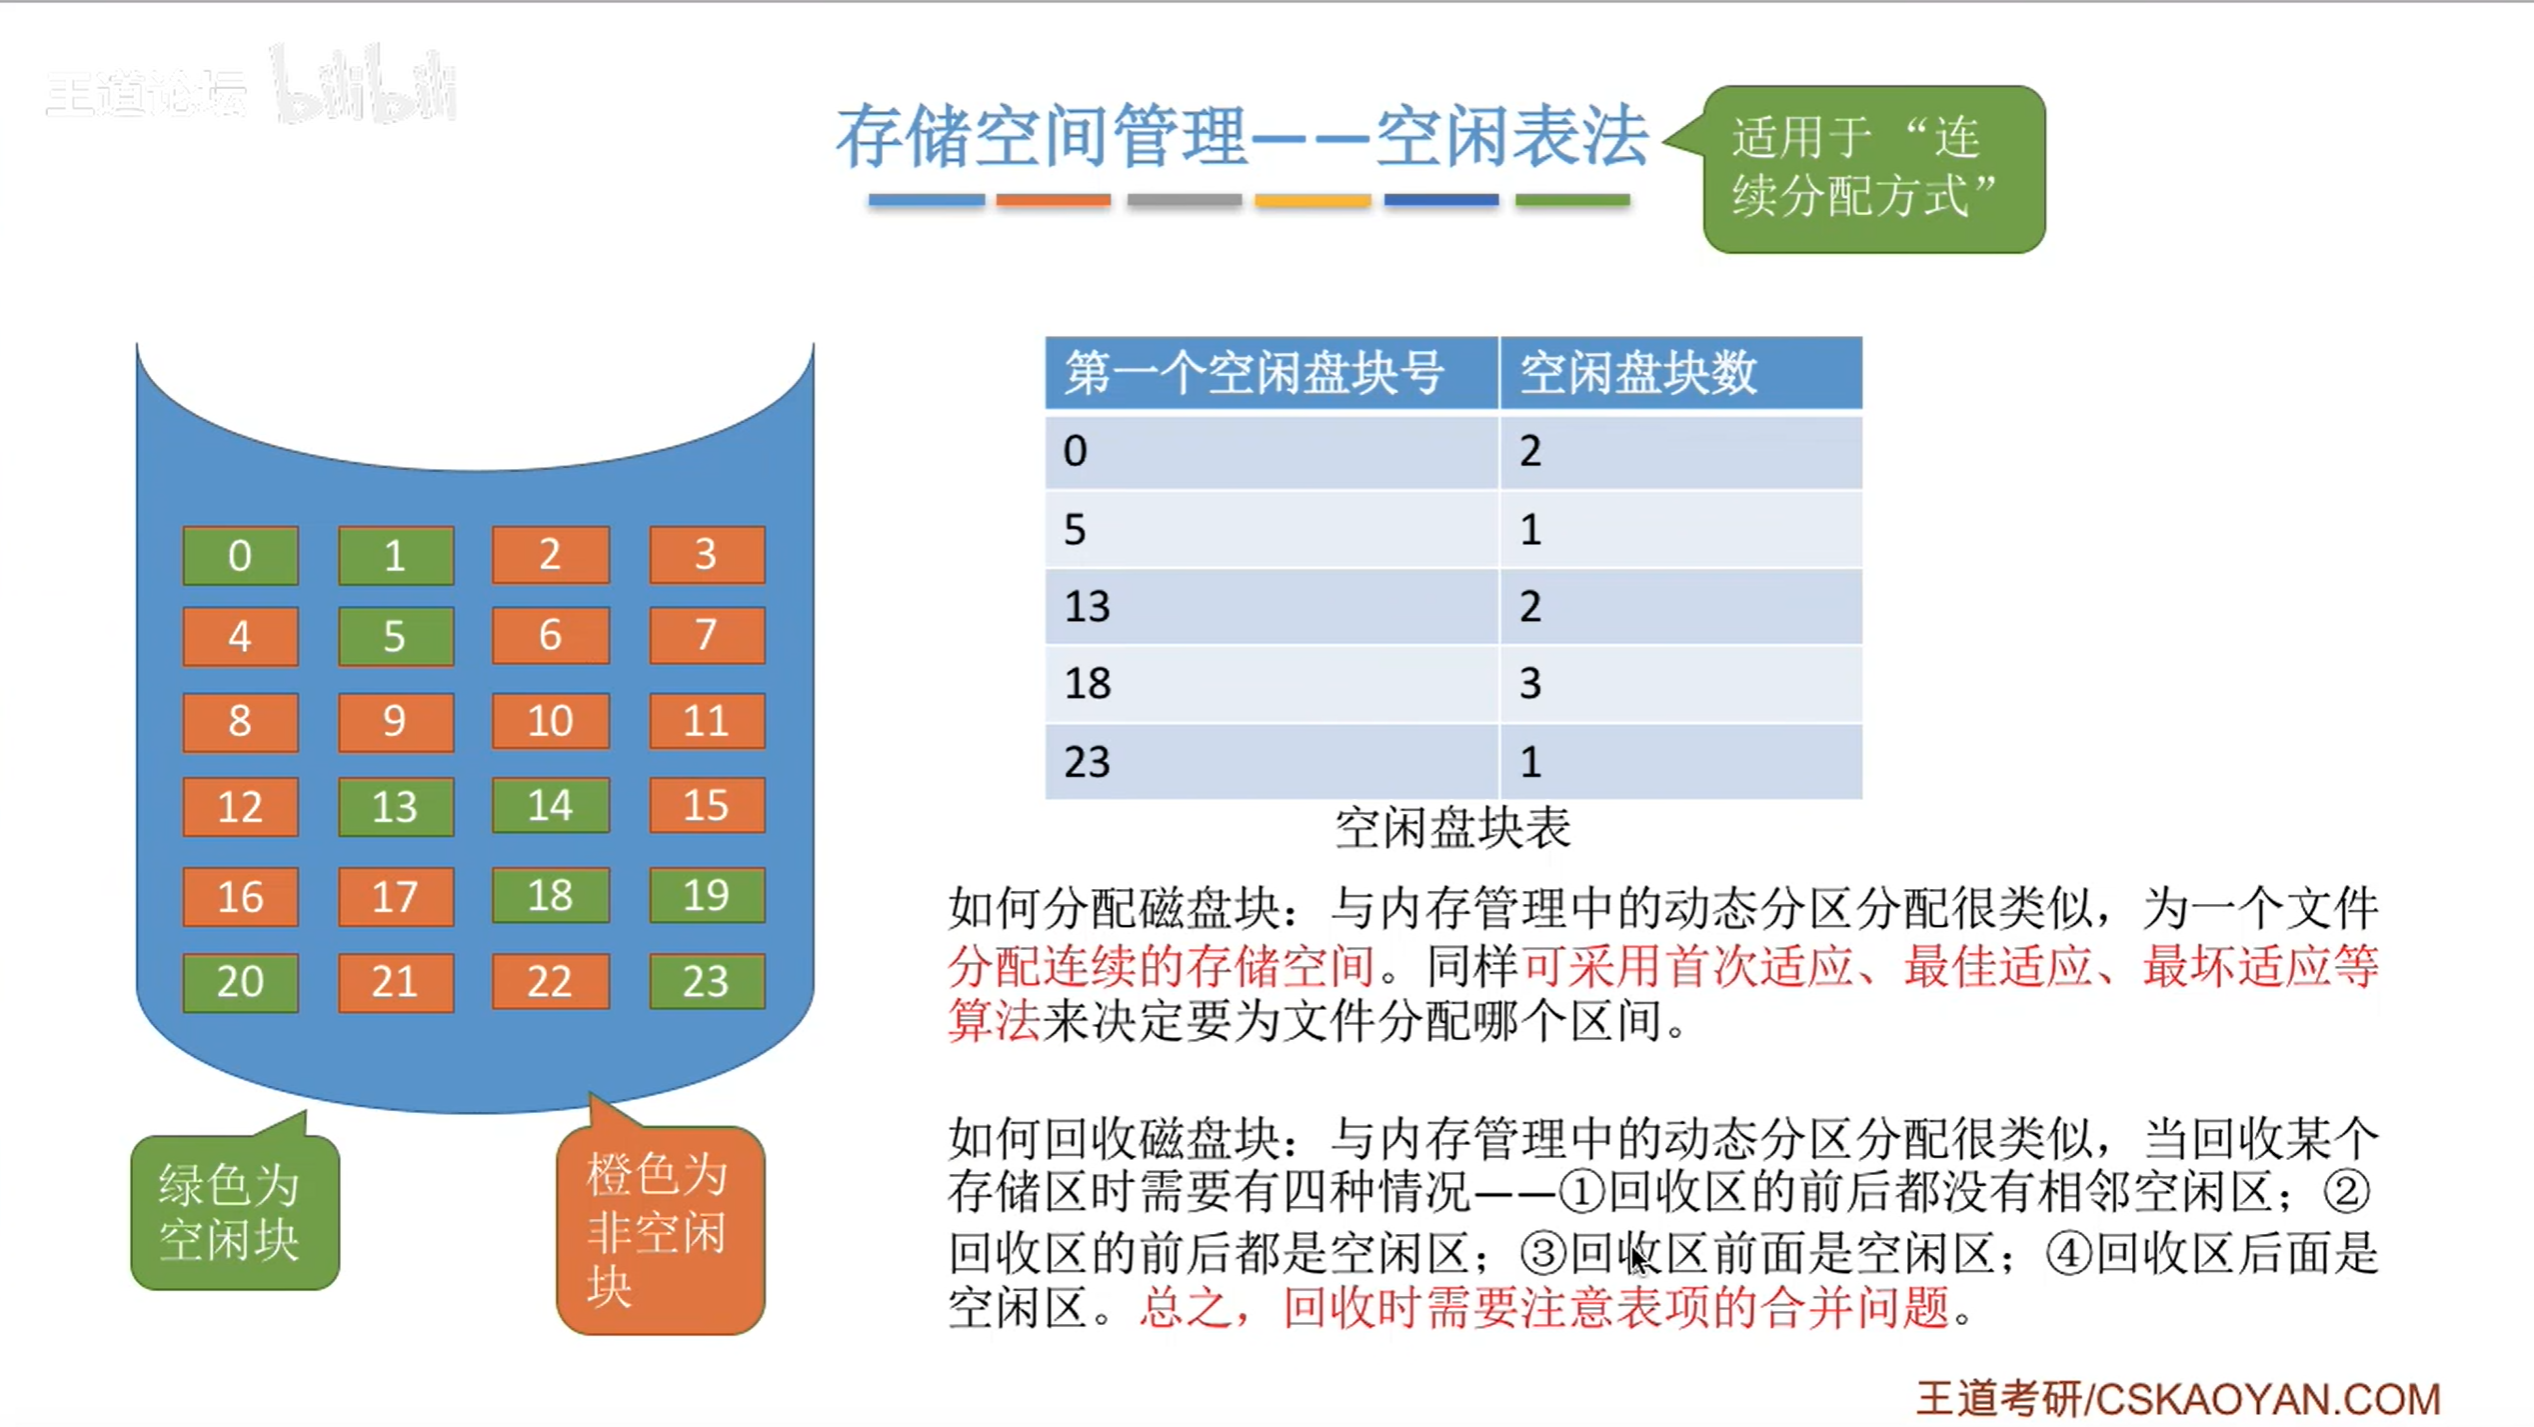 王道论坛 bilibili
存储空间管理——空闲表法
适用于 “连
续分配方式”
第一个空闲盘块号 空闲盘块数
0 2
5 1
13 2
18 3
23 1
空闲盘块表
0 1 2 3
4 5 6 7
8 9 10 11
12 13 14 15
16 17 18 19
20 21 22 23
绿色为
空闲块
橙色为
非空闲
块
如何分配磁盘块：与内存管理中的动态分区分配很类似，为一个文件
分配连续的存储空间。同样可采用首次适应、最佳适应、最坏适应等
算法来决定要为文件分配哪个区间。
如何回收磁盘块：与内存管理中的动态分区分配很类似，当回收某个
存储区时需要有四种情况——①回收区的前后都没有相邻空闲区；②
回收区的前后都是空闲区；③回收区前面是空闲区；④回收区后面是
空闲区。总之，回收时需要注意表项的合并问题。
王道考研/CSKAOYAN.COM